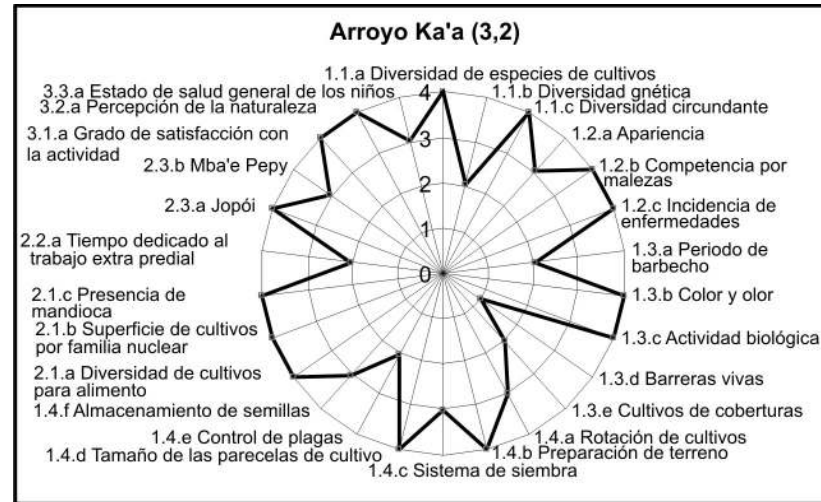 Arroyo Ka'a (3,2)
1.1.a Diversidad de especies de cultivos
1.1.b Diversidad gnética
1.1.c Diversidad circundante
1.2.a Apariencia
1.2.b Competencia por
malezas
1.2.c Incidencia de
enfermedades
1.3.a Periodo de
barbecho
1.3.b Color y olor
1.3.c Actividad biológica
1.3.d Barreras vivas
1.3.e Cultivos de coberturas
1.4.a Rotación de cultivos
1.4.b Preparación de terreno
1.4.c Sistema de siembra
1.4.d Tamaño de las parecelas de cultivo
1.4.e Control de plagas
1.4.f Almacenamiento de semillas
2.1.a Diversidad de cultivos
para alimento
2.1.b Superficie de cultivos
por familia nuclear
2.1.c Presencia de
mandioca
2.2.a Tiempo dedicado al
trabajo extra predial
2.3.a Jopói
2.3.b Mba'e Pepy
3.1.a Grado de satisfacción con
la actividad
3.2.a Percepción de la naturaleza
3.3.a Estado de salud general de los niños
4
3
2
1
0